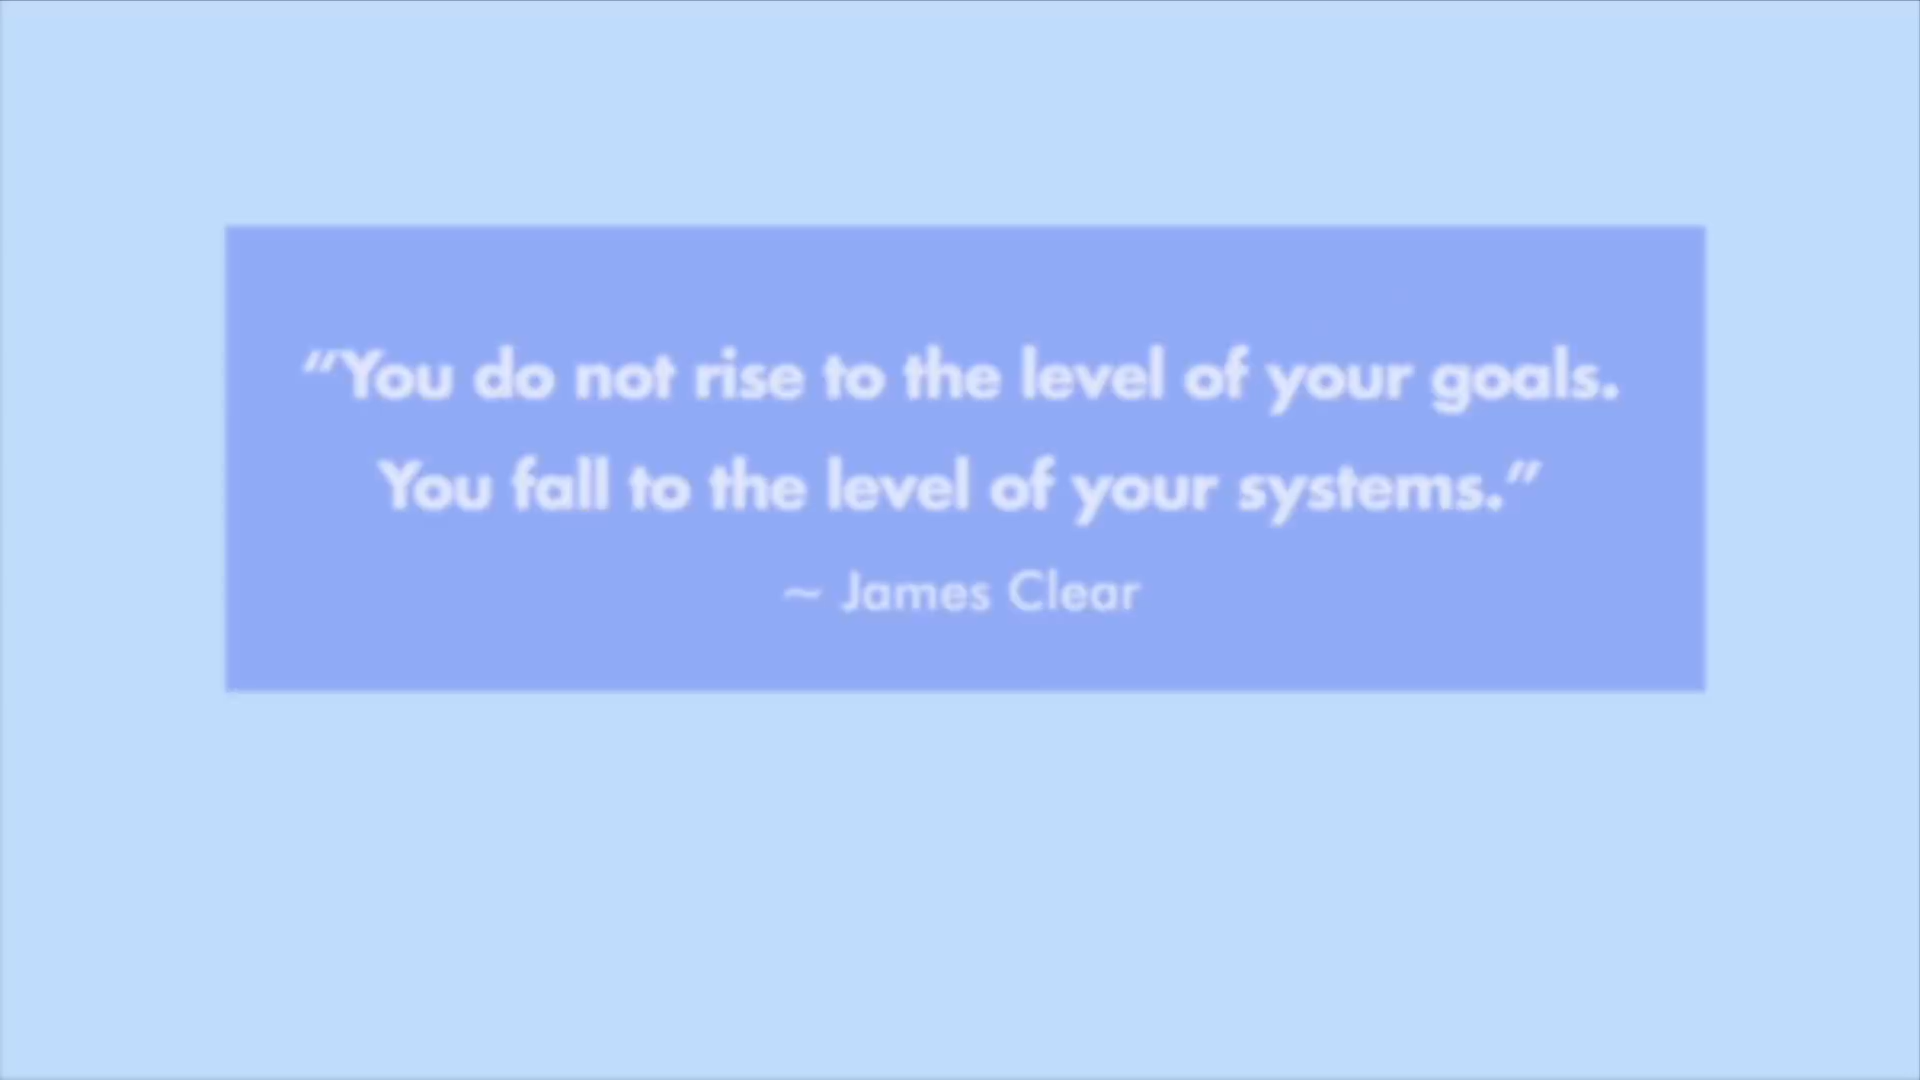 “You do not rise to the level of your goals.
You fall to the level of your systems.”
~ James Clear